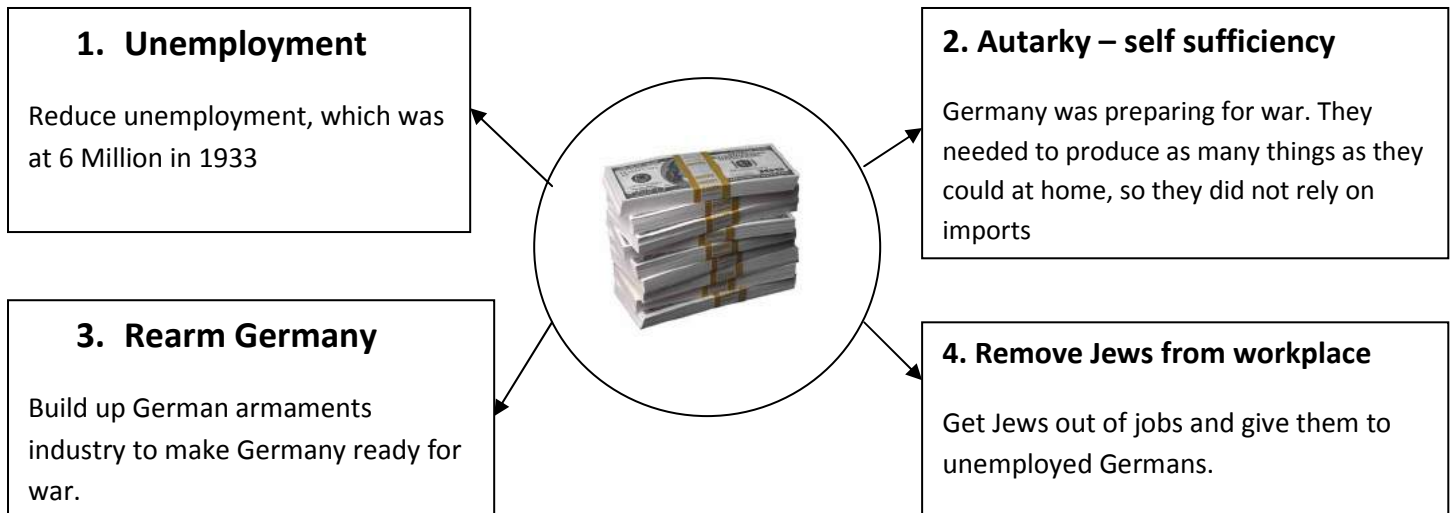 1. Unemployment
Reduce unemployment, which was
at 6 Million in 1933
2. Autarky – self sufficiency
Germany was preparing for war. They
needed to produce as many things as they
could at home, so they did not rely on
imports
3. Rearm Germany
Build up German armaments
industry to make Germany ready for
war.
4. Remove Jews from workplace
Get Jews out of jobs and give them to
unemployed Germans.